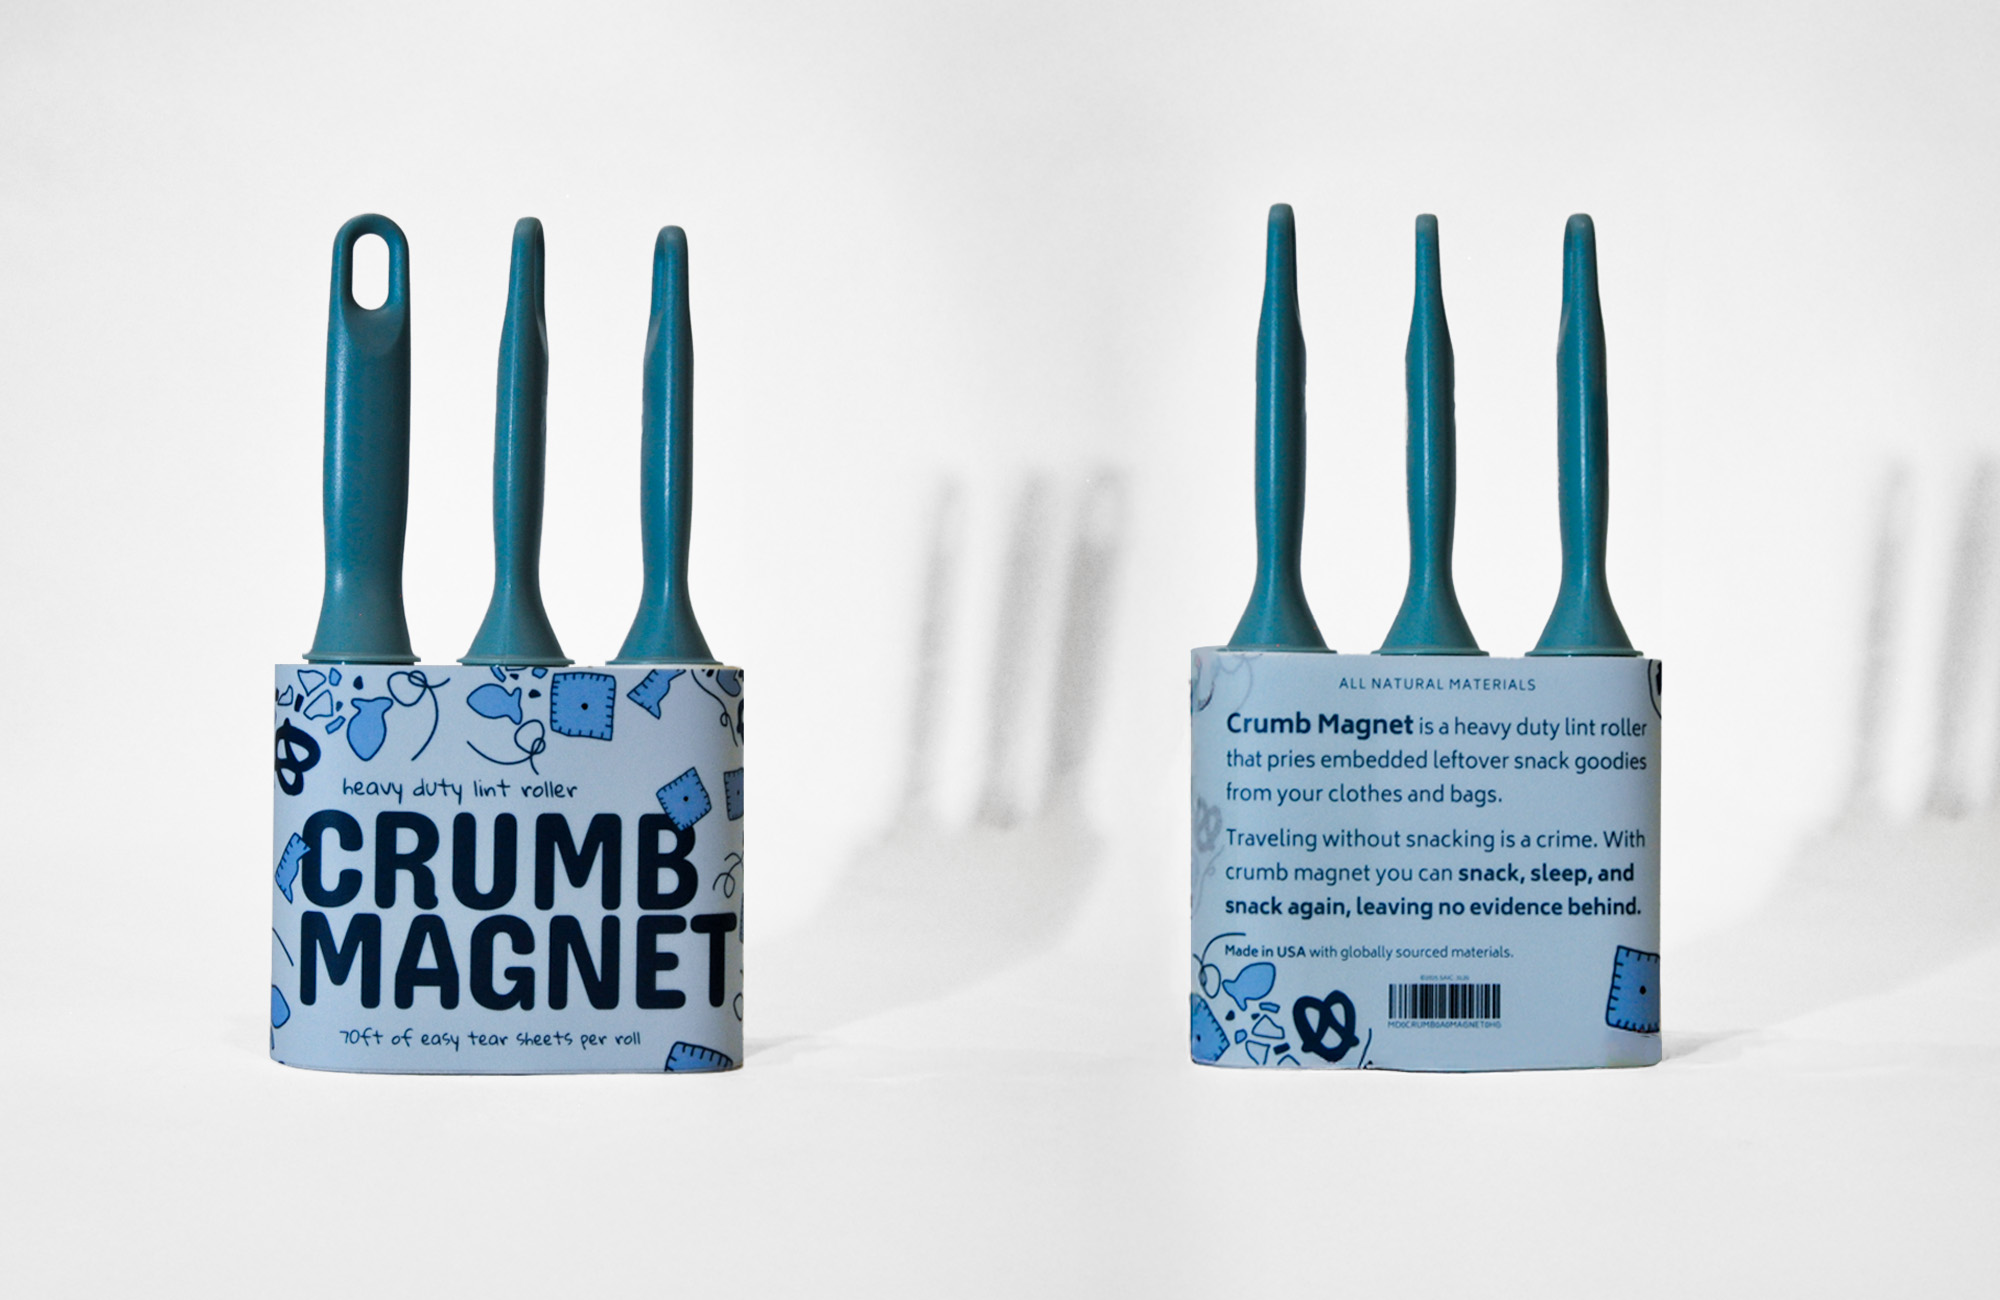 heavy duty lint roller
CRUMB
MAGNET
70ft of easy tear sheets per roll
ALL NATURAL MATERIALS
Crumb Magnet is a heavy duty lint roller
that pries embedded leftover snack goodies
from your clothes and bags.
Traveling without snacking is a crime. With
crumb magnet you can snack, sleep, and
snack again, leaving no evidence behind.
Made in USA with globally sourced materials.